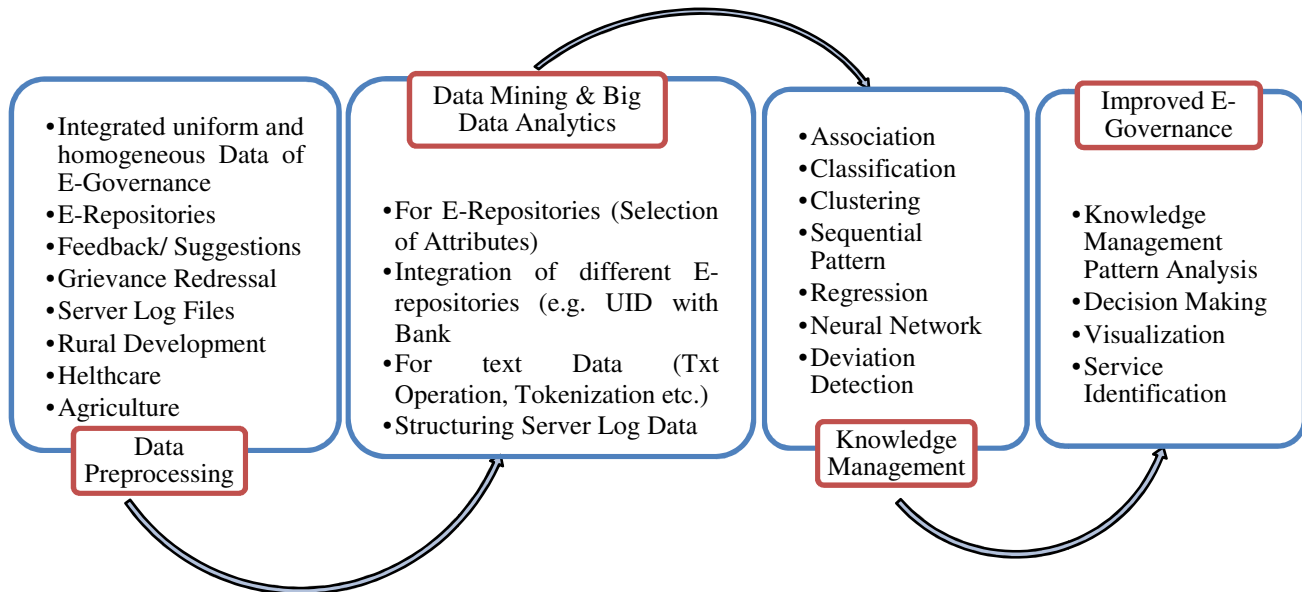 •Integrated uniform and
homogeneous Data of
E-Governance
•E-Repositories
•Feedback/ Suggestions
•Grievance Redressal
•Server Log Files
•Rural Development
•Helthcare
•Agriculture
Data
Preprocessing
Data Mining & Big
Data Analytics
•For E-Repositories (Selection
of Attributes)
•Integration of different E-
repositories (e.g. UID with
Bank
•For text Data (Txt
Operation, Tokenization etc.)
•Structuring Server Log Data
•Association
•Classification
•Clustering
•Sequential
Pattern
•Regression
•Neural Network
•Deviation
Detection
Knowledge
Management
Improved E-
Governance
•Knowledge
Management
Pattern Analysis
•Decision Making
•Visualization
•Service
Identification